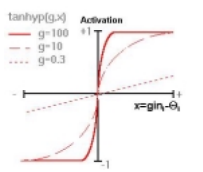 tanhyp(g,x)
Activation
g=100
g=10
g=0.3
+1
-
+
x=gin_i-Θ_i
-1